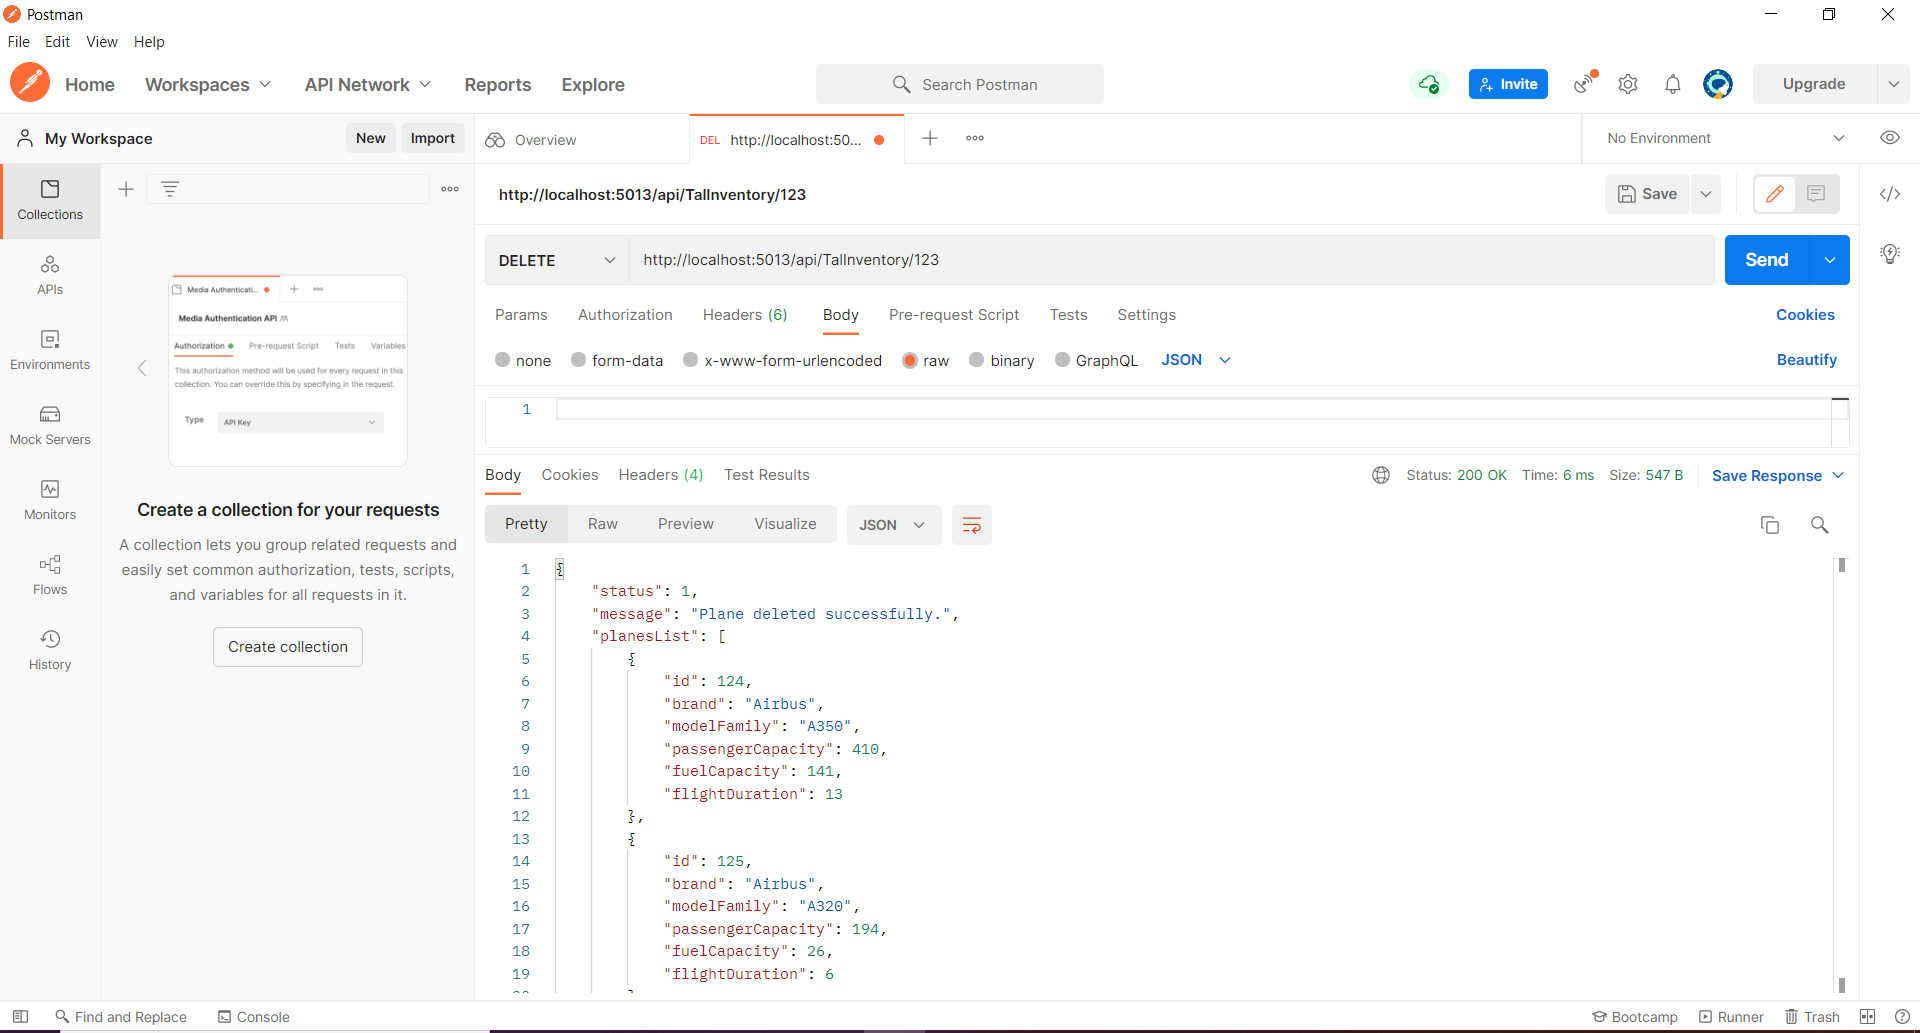 Postman
File Edit View Help
Home Workspaces API Network Reports Explore Search Postman Invite Upgrade
My Workspace New Import Overview DEL http://localhost:50... No Environment
Collections
APIs
Environments
Mock Servers
Monitors
Flows
History
Media Authenticati...
Media Authentication API
Authorization Pre-request Script Tests Variables
This authorization method will be used for every request in this
collection. You can override this by specifying in the request.
Type API Key
Create a collection for your requests
A collection lets you group related requests and
easily set common authorization, tests, scripts,
and variables for all requests in it.
Create collection
http://localhost:5013/api/TalInventory/123 Save
DELETE http://localhost:5013/api/TalInventory/123 Send
Params Authorization Headers (6) Body Pre-request Script Tests Settings Cookies
none form-data x-www-form-urlencoded raw binary GraphQL JSON Beautify
1
Body Cookies Headers (4) Test Results Status: 200 OK Time: 6 ms Size: 547 B Save Response
Pretty Raw Preview Visualize JSON
1 {
2 "status": 1,
3 "message": "Plane deleted successfully.",
4 "planesList": [
5 {
6 "id": 124,
7 "brand": "Airbus",
8 "modelFamily": "A350",
9 "passengerCapacity": 410,
10 "fuelCapacity": 141,
11 "flightDuration": 13
12 },
13 {
14 "id": 125,
15 "brand": "Airbus",
16 "modelFamily": "A320",
17 "passengerCapacity": 194,
18 "fuelCapacity": 26,
19 "flightDuration": 6
Find and Replace Console Bootcamp Runner Trash